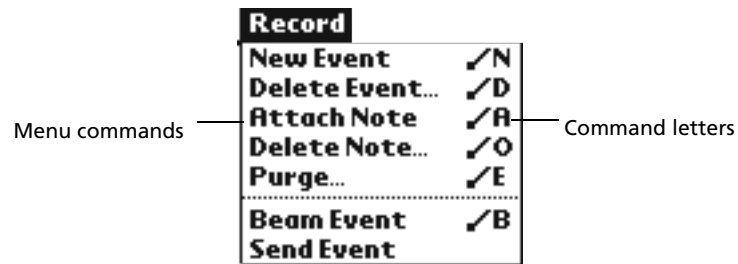 Record
New Event ✓N
Delete Event... ✓D
Menu commands Attach Note ✓A Command letters
Delete Note... ✓O
Purge... ✓E
Beam Event ✓B
Send Event